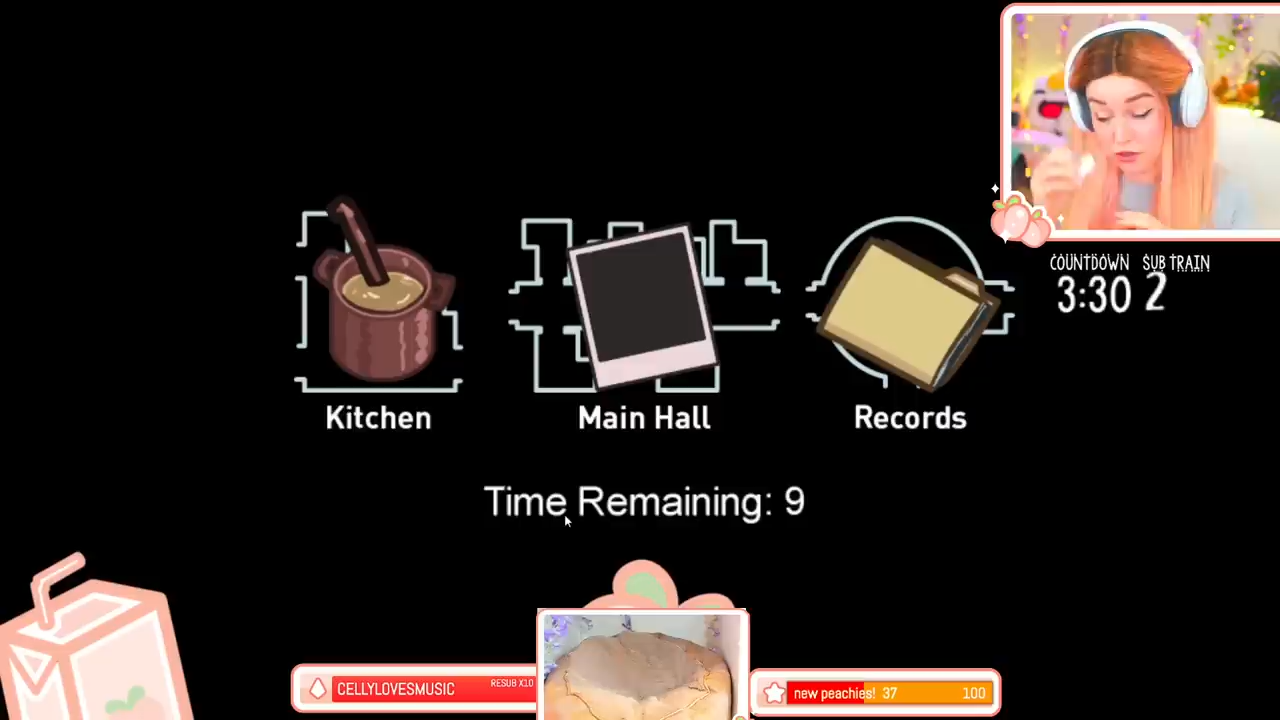 COUNTDOWN SUB TRAIN
3:30 2
Kitchen Main Hall Records
Time Remaining: 9
CELLYLOVESMUSIC RESUB X10
new peachies! 37 100